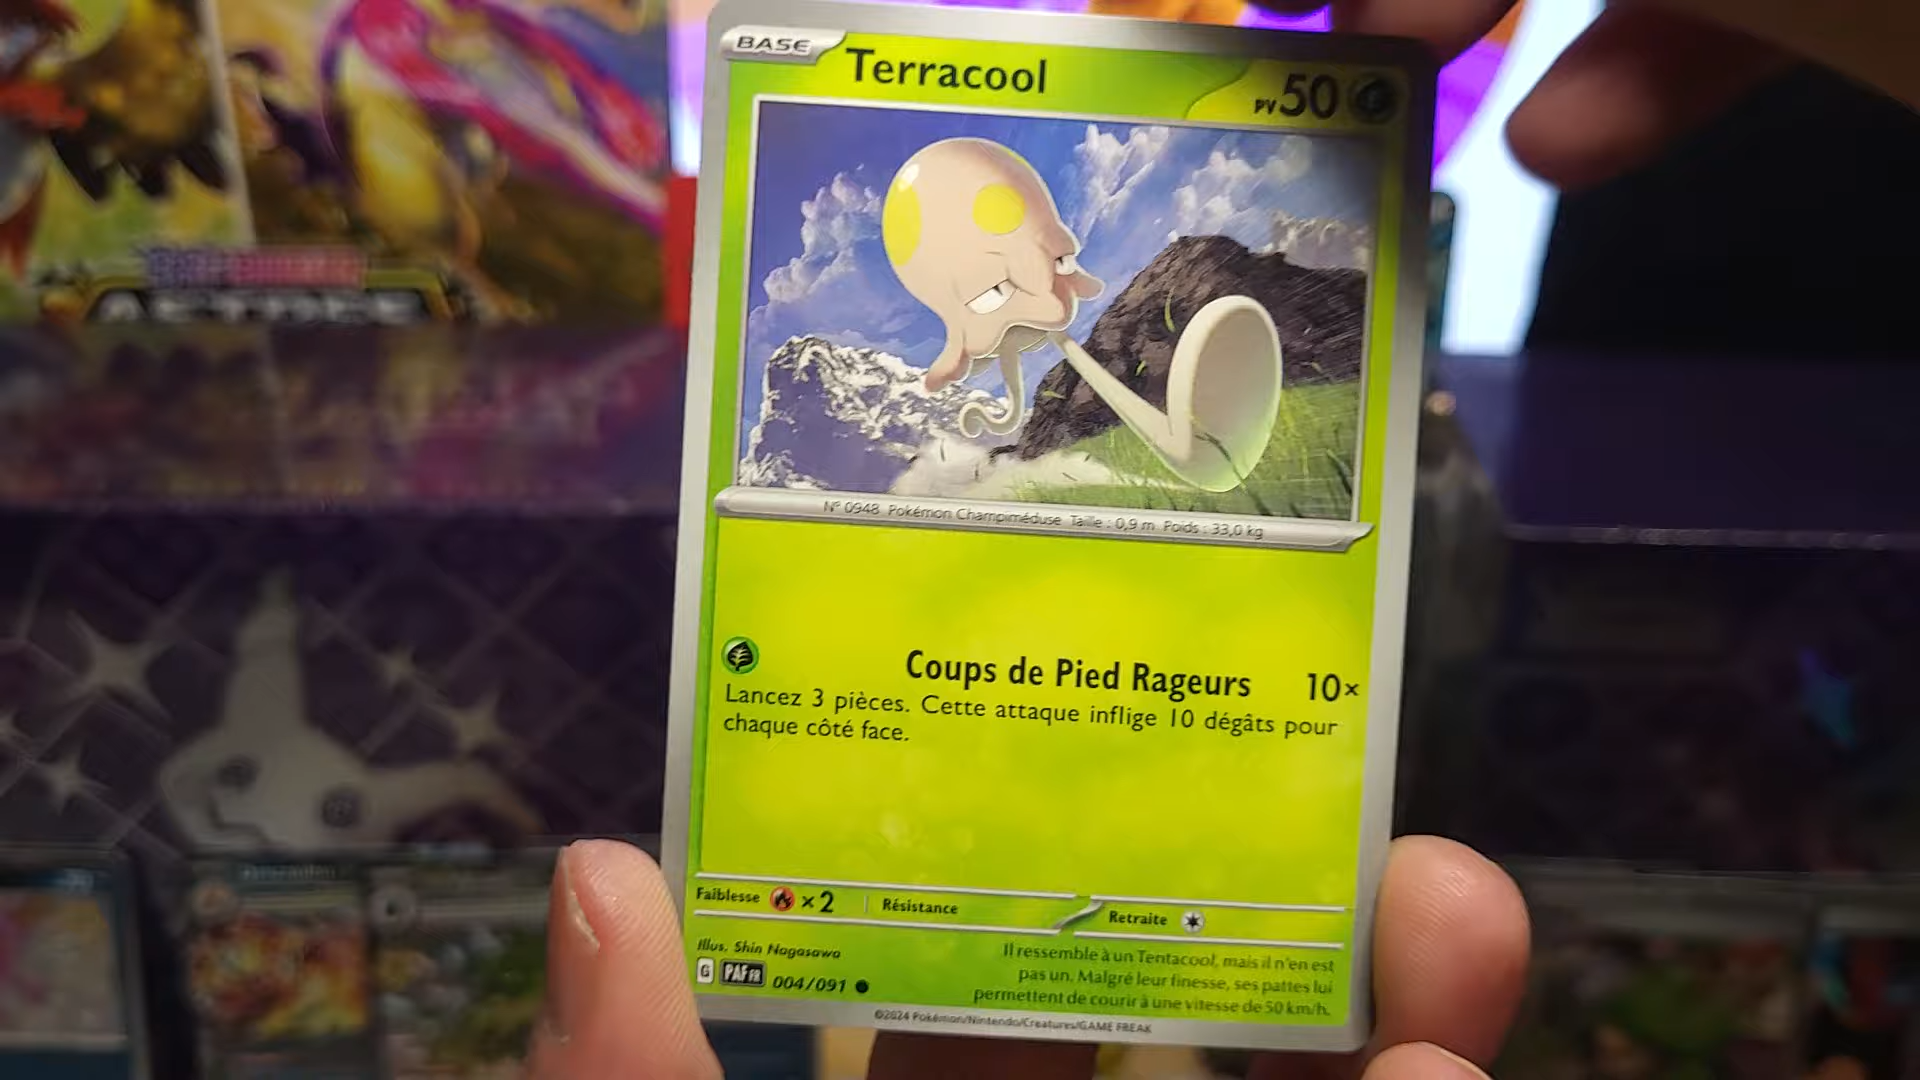 BASE
Terracool
PV 50
N° 0948 Pokémon Champiméduse Taille : 0,9 m Poids : 33,0 kg
Coups de Pied Rageurs 10×
Lancez 3 pièces. Cette attaque inflige 10 dégâts pour
chaque côté face.
Faiblesse ×2 Résistance Retraite
Illus. Shin Nagasawa
G PAF FR 004/091
Il ressemble à un Tentacool, mais il n'en est
pas un. Malgré leur finesse, ses pattes lui
permettent de courir à une vitesse de 50 km/h.
©2024 Pokémon/Nintendo/Creatures/GAME FREAK